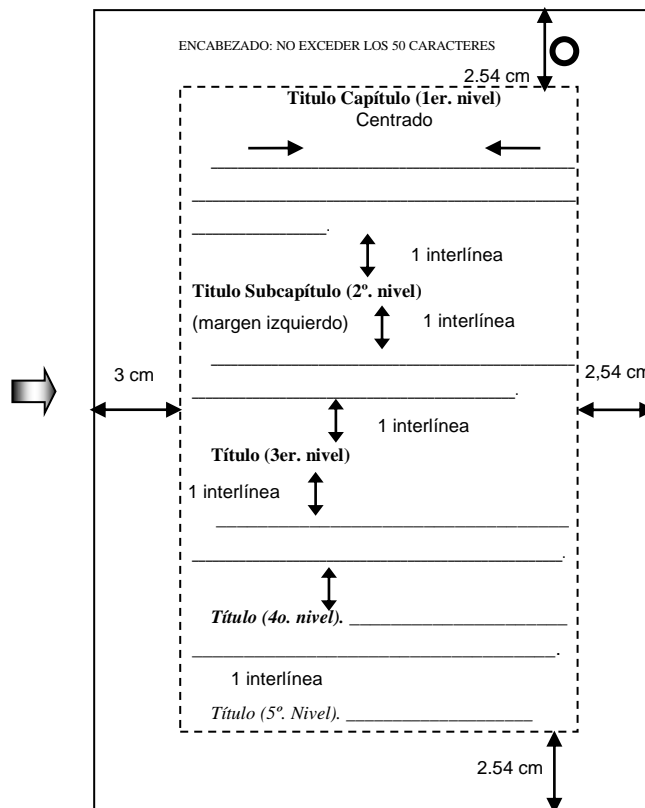 ENCABEZADO: NO EXCEDER LOS 50 CARACTERES
2.54 cm
Titulo Capítulo (1er. nivel)
Centrado
1 interlínea
Titulo Subcapítulo (2º. nivel)
(margen izquierdo)
1 interlínea
3 cm
2,54 cm
1 interlínea
Título (3er. nivel)
1 interlínea
Título (4o. nivel).
1 interlínea
Título (5º. Nivel).
2.54 cm